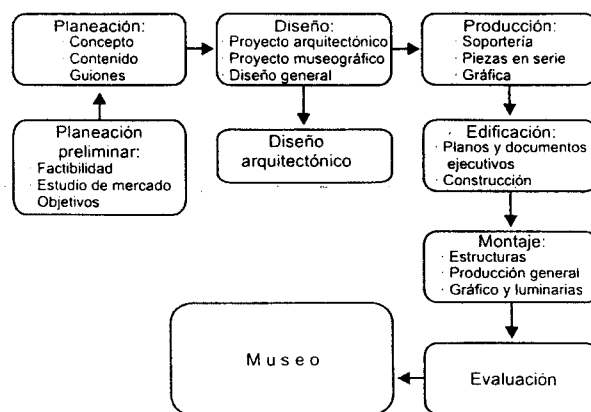 Planeación:
· Concepto
· Contenido
· Guiones
Diseño:
· Proyecto arquitectónico
· Proyecto museográfico
· Diseño general
Producción:
· Soportería
· Piezas en serie
· Gráfica
Planeación
preliminar:
· Factibilidad
· Estudio de mercado
Objetivos
Diseño
arquitectónico
Edificación:
· Planos y documentos
ejecutivos
· Construcción
Montaje:
· Estructuras
· Producción general
· Gráfico y luminarias
Museo
Evaluación